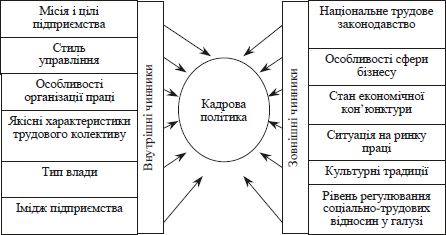 Місія і цілі
підприємства
Стиль
управління
Особливості
організації праці
Якісні характеристики
трудового колективу
Тип влади
Імідж підприємства
Внутрішні чинники
Кадрова
політика
Зовнішні чинники
Національне трудове
законодавство
Особливості сфери
бізнесу
Стан економічної
кон’юнктури
Ситуація на ринку
праці
Культурні традиції
Рівень регулювання
соціально-трудових
відносин у галузі